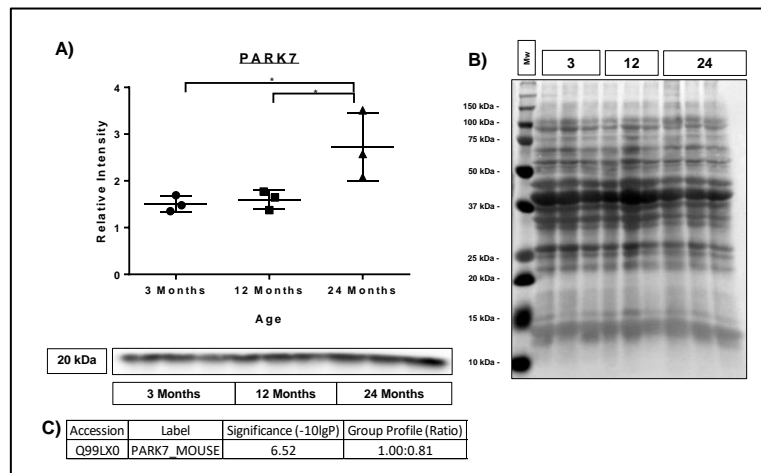 A)
PARK7
*
*
4
3
2
1
0
Relative Intensity
3 Months 12 Months 24 Months
Age
20 kDa
3 Months 12 Months 24 Months
B)
Mw 3 12 24
150 kDa -
100 kDa -
75 kDa -
50 kDa -
37 kDa -
25 kDa -
20 kDa -
15 kDa -
10 kDa -
C)
Accession Label Significance (-10lgP) Group Profile (Ratio)
Q99LX0 PARK7_MOUSE 6.52 1.00:0.81